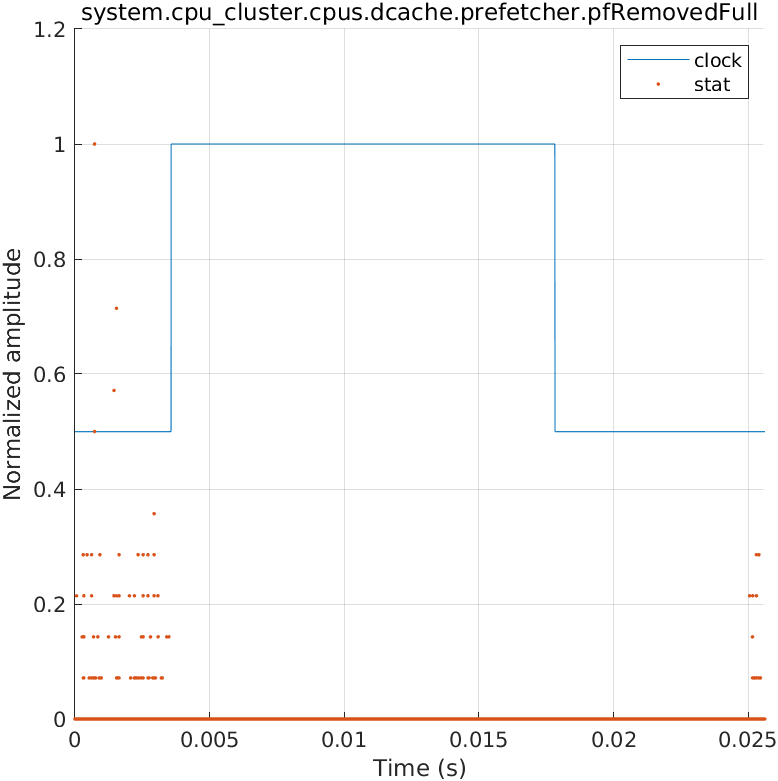 system.cpu_cluster.cpus.dcache.prefetcher.pfRemovedFull
1.2
clock
stat
1
0.8
0.6
0.4
0.2
0
Normalized amplitude
0
0.005
0.01
0.015
0.02
0.025
Time (s)